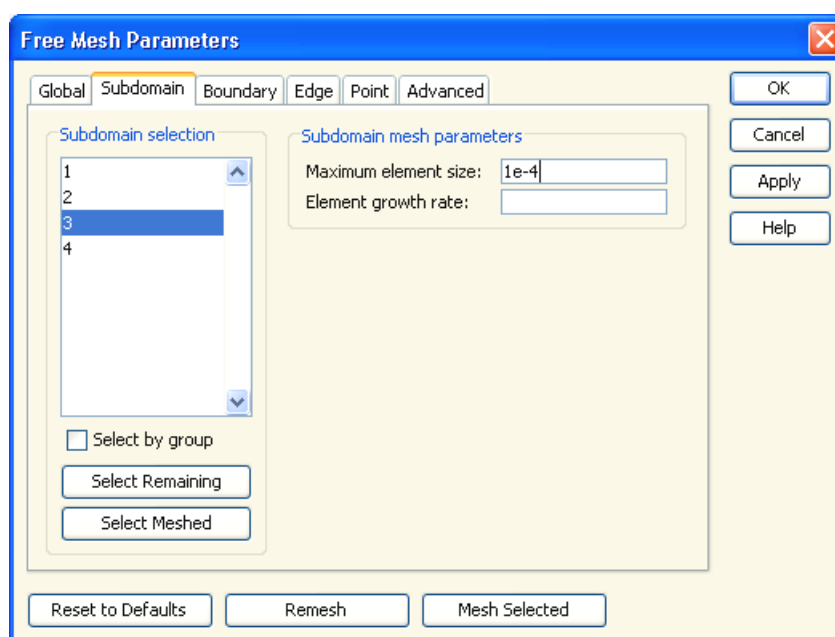 Free Mesh Parameters
Global Subdomain Boundary Edge Point Advanced
OK
Cancel
Apply
Help
Subdomain selection
1
2
3
4
Select by group
Select Remaining
Select Meshed
Subdomain mesh parameters
Maximum element size: 1e-4
Element growth rate:
Reset to Defaults Remesh Mesh Selected